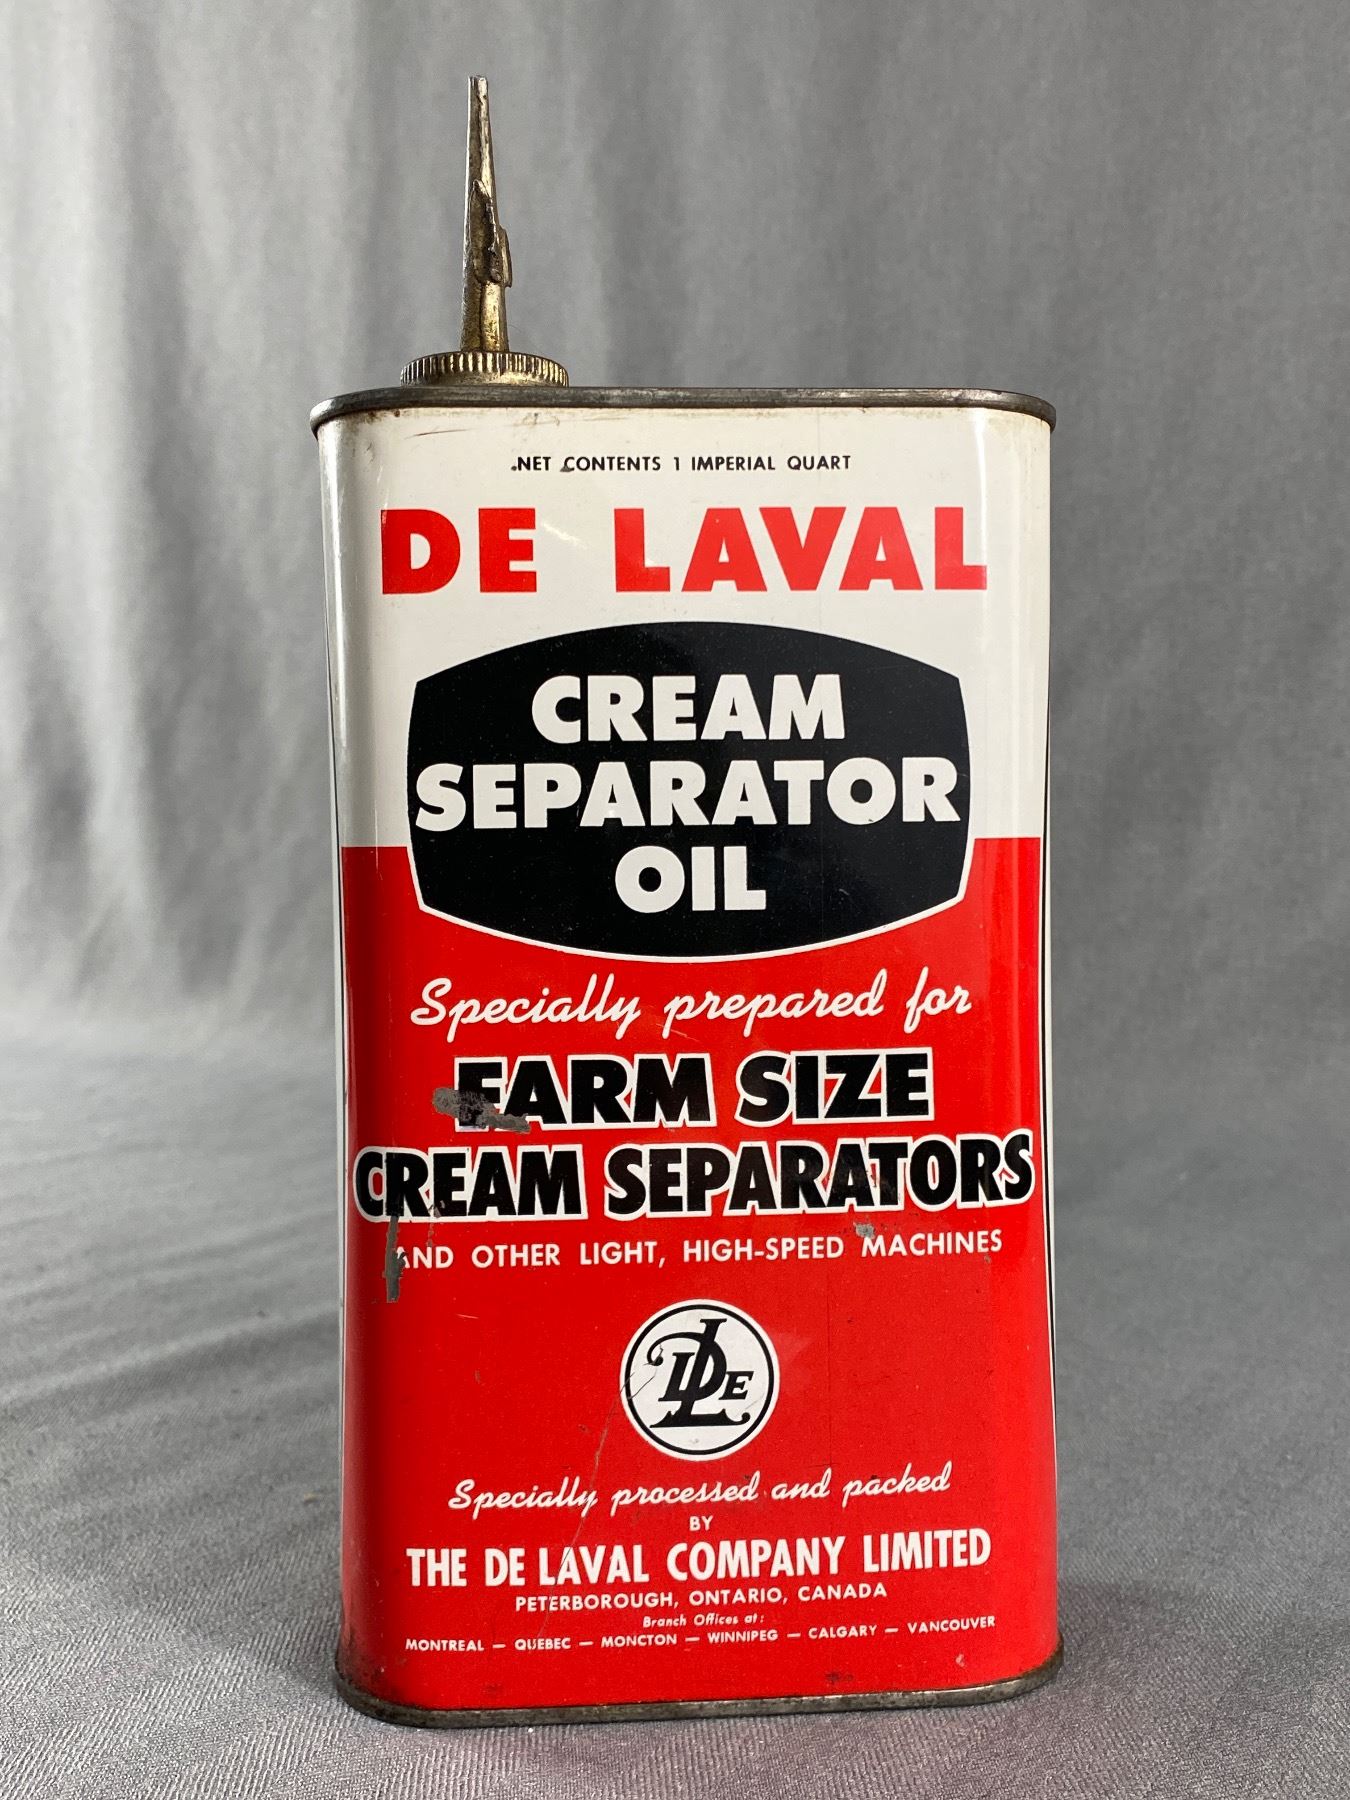 NET CONTENTS 1 IMPERIAL QUART
DE LAVAL
CREAM
SEPARATOR
OIL
Specially prepared for
FARM SIZE
CREAM SEPARATORS
AND OTHER LIGHT, HIGH-SPEED MACHINES
DE L
Specially processed and packed
BY
THE DE LAVAL COMPANY LIMITED
PETERBOROUGH, ONTARIO, CANADA
Branch Offices at:
MONTREAL — QUEBEC — MONCTON — WINNIPEG — CALGARY — VANCOUVER